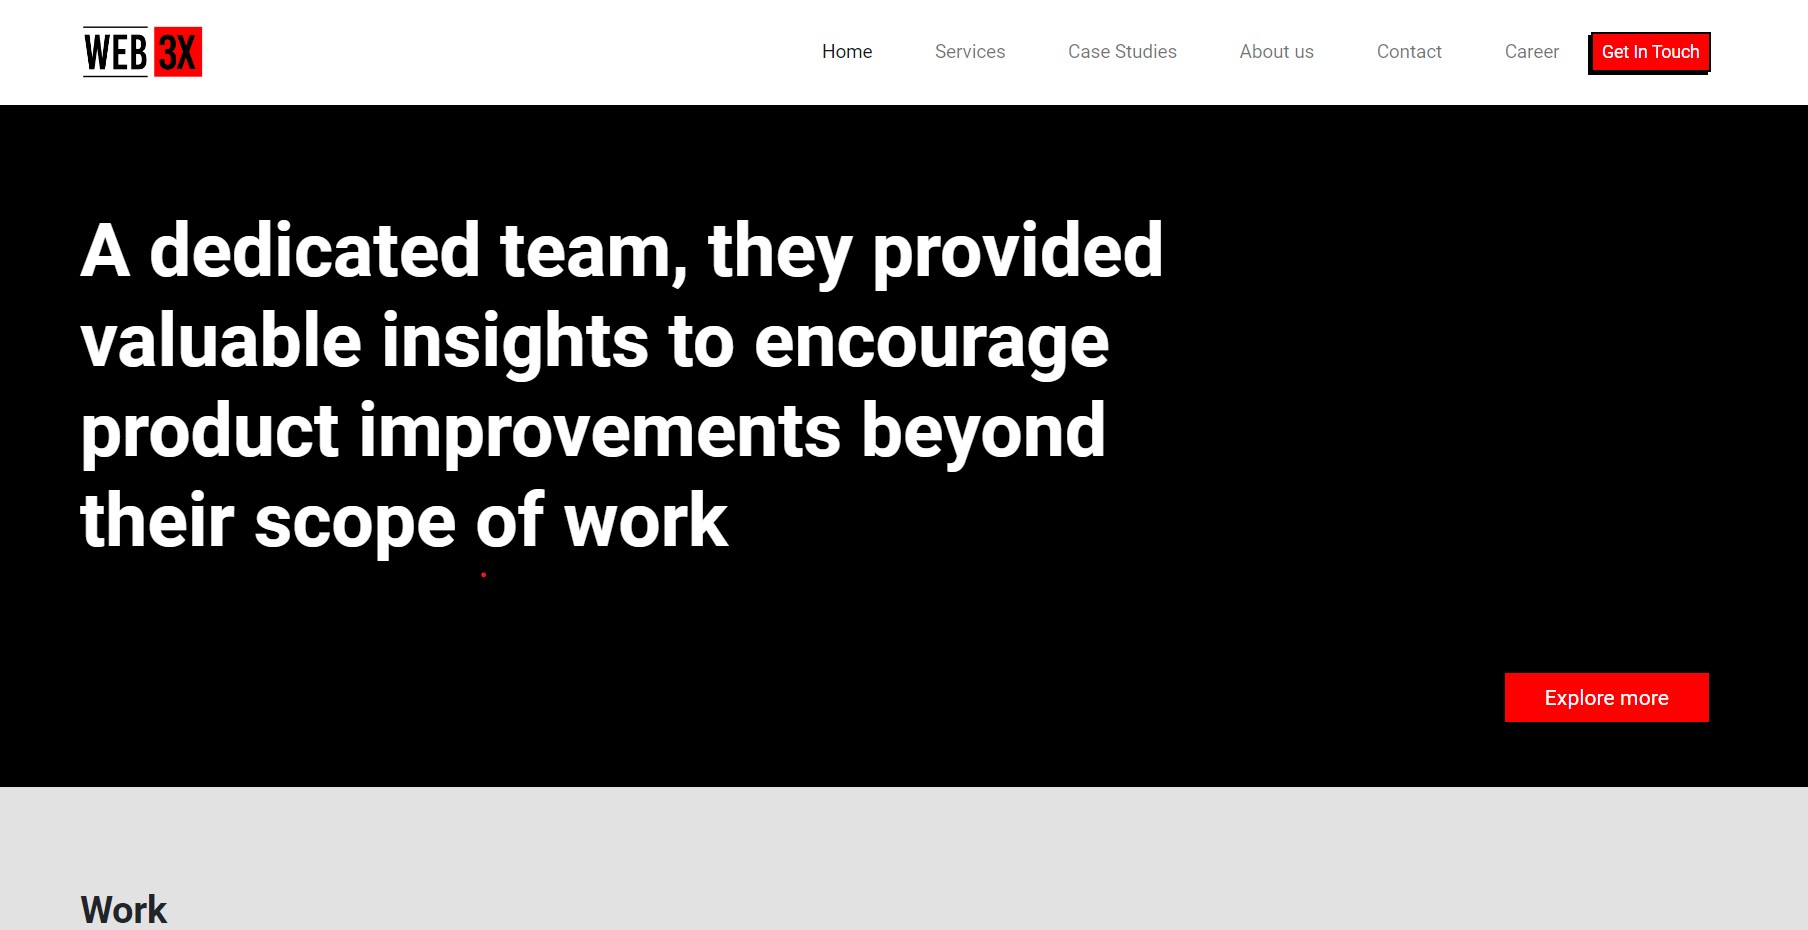 WEB 3X
Home Services Case Studies About us Contact Career Get In Touch
A dedicated team, they provided
valuable insights to encourage
product improvements beyond
their scope of work
Explore more
Work